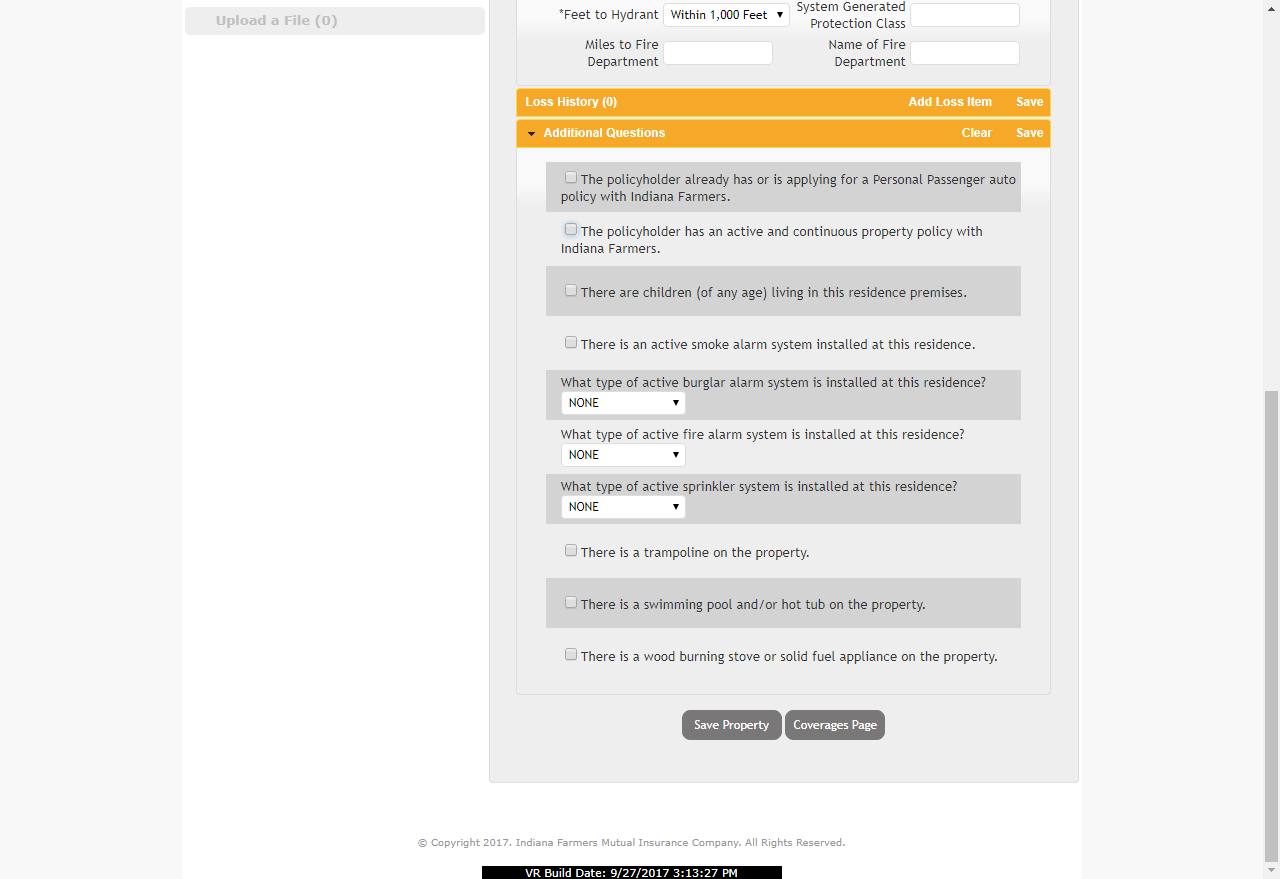 Upload a File (0)
*Feet to Hydrant Within 1,000 Feet System Generated Protection Class
Miles to Fire Department Name of Fire Department
Loss History (0) Add Loss Item Save
Additional Questions Clear Save
The policyholder already has or is applying for a Personal Passenger auto
policy with Indiana Farmers.
The policyholder has an active and continuous property policy with
Indiana Farmers.
There are children (of any age) living in this residence premises.
There is an active smoke alarm system installed at this residence.
What type of active burglar alarm system is installed at this residence?
NONE
What type of active fire alarm system is installed at this residence?
NONE
What type of active sprinkler system is installed at this residence?
NONE
There is a trampoline on the property.
There is a swimming pool and/or hot tub on the property.
There is a wood burning stove or solid fuel appliance on the property.
Save Property Coverages Page
© Copyright 2017. Indiana Farmers Mutual Insurance Company. All Rights Reserved.
VR Build Date: 9/27/2017 3:13:27 PM